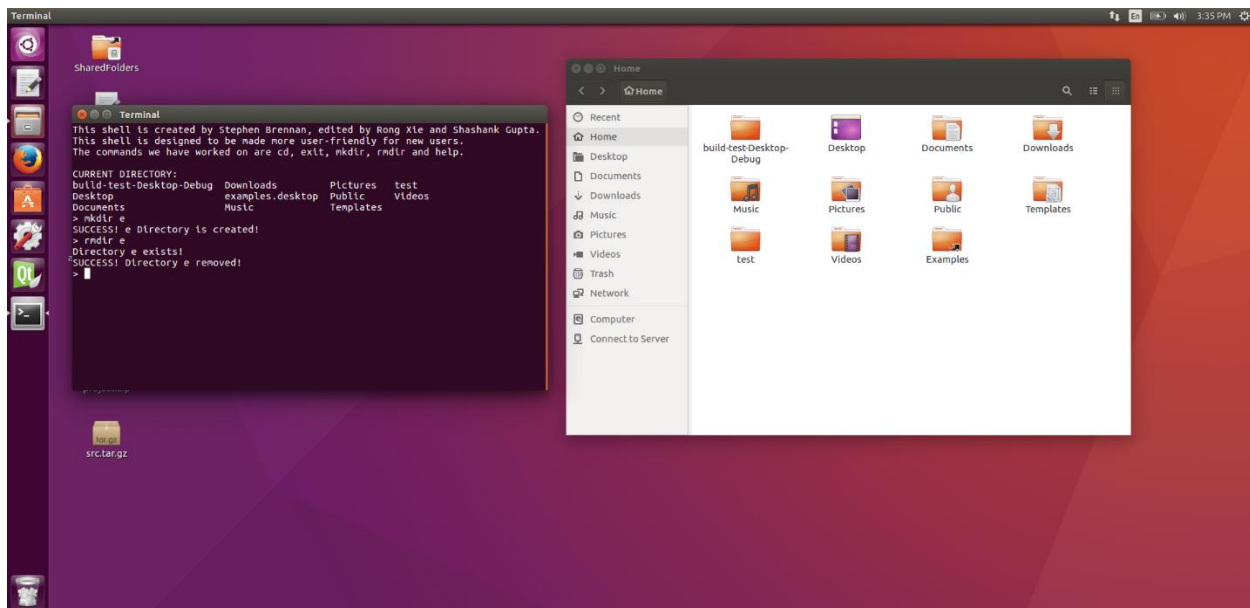 Terminal
En
3:35 PM
SharedFolders
Terminal
This shell is created by Stephen Brennan, edited by Rong Xie and Shashank Gupta.
This shell is designed to be made more user-friendly for new users.
The commands we have worked on are cd, exit, mkdir, rmdir and help.
CURRENT DIRECTORY:
build-test-Desktop-Debug Downloads Pictures test
Desktop examples.desktop Public Videos
Documents Music Templates
> mkdir e
SUCCESS! e Directory is created!
> rmdir e
Directory e exists!
SUCCESS! Directory e removed!
>
tar.gz
src.tar.gz
Home
Home
Recent
Home
Desktop
Documents
Downloads
Music
Pictures
Videos
Trash
Network
Computer
Connect to Server
build-test-Desktop-
Debug
Desktop
Documents
Downloads
Music
Pictures
Public
Templates
test
Videos
Examples